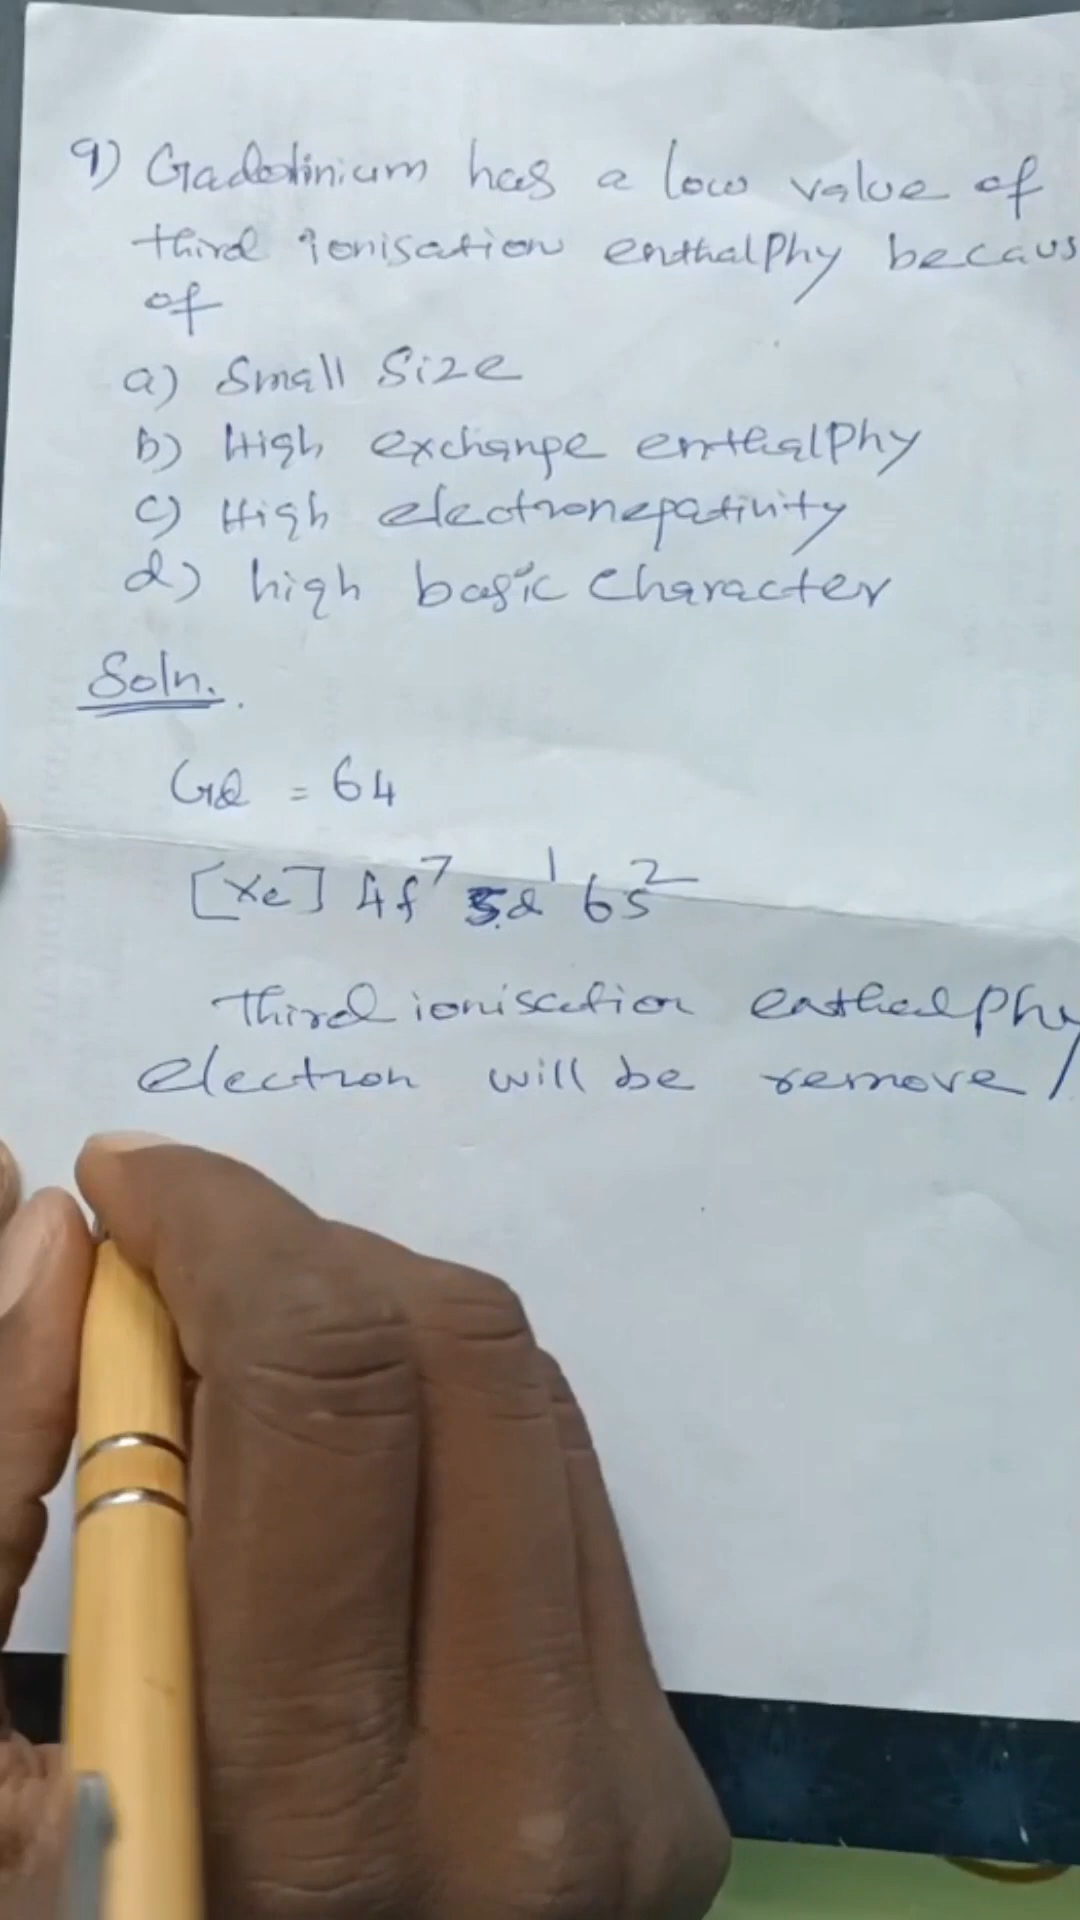 9) Gadolinium has a low value of
third ionisation enthalphy becaus
of
a) Small Size
b) High exchange enthalphy
c) High electronegativity
d) high basic Character
Soln.
Gd = 64
[Xe] 4f⁷ 5d¹ 6s²
Third ionisation enthalphy
electron will be remove